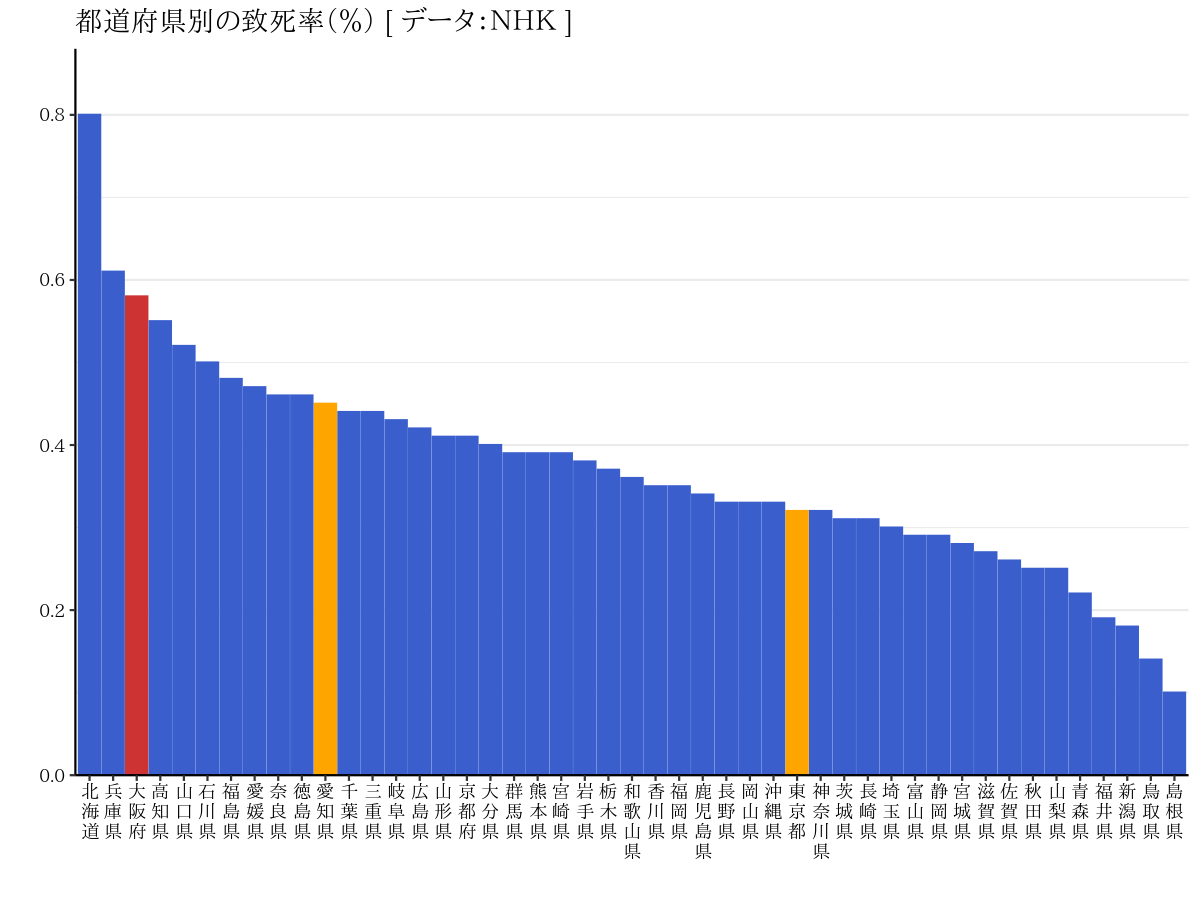 都道府県別の致死率(%) [ データ:NHK ]
0.8
0.6
0.4
0.2
0.0
北海道
兵庫県
大阪府
高知県
山口県
石川県
福島県
愛媛県
奈良県
徳島県
愛知県
千葉県
三重県
岐阜県
広島県
山形県
京都府
大分県
群馬県
熊本県
宮崎県
岩手県
栃木県
和歌山県
香川県
福岡県
鹿児島県
長野県
岡山県
沖縄県
東京都
神奈川県
茨城県
長崎県
埼玉県
富山県
静岡県
宮城県
滋賀県
佐賀県
秋田県
山梨県
青森県
福井県
新潟県
鳥取県
島根県